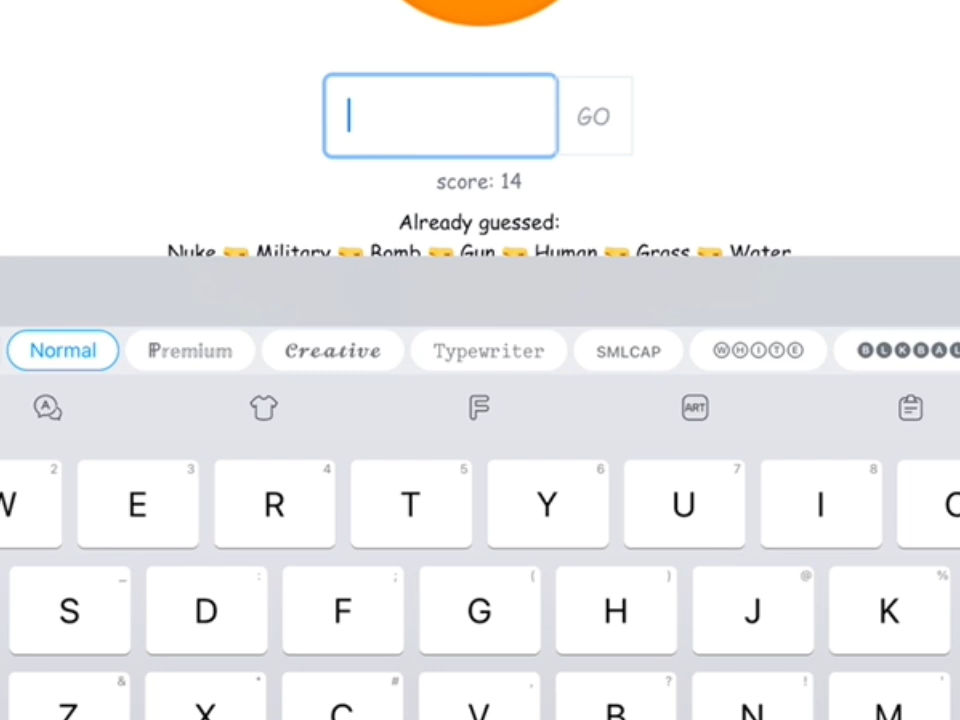 GO
score: 14
Already guessed:
Nuke 🤜 Military 🤜 Bomb 🤜 Gun 🤜 Human 🤜 Grass 🤜 Water
Normal Premium Creative Typewriter SMLCAP ⓌⒽⒾⓉⒺ 🅑🅛🅚🅑🅐🅛
ART
2 3 4 5 6 7 8
W E R T Y U I O
_ : ; ( ) @ %
S D F G H J K
& * # , ? ! '
Z X C V B N M